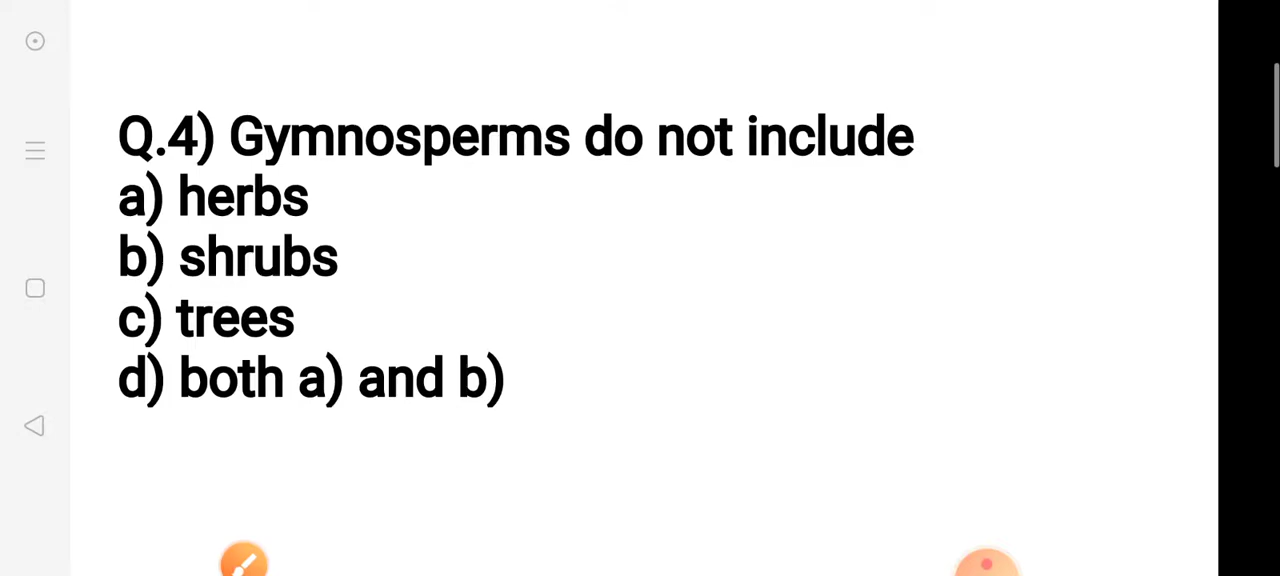 Q.4) Gymnosperms do not include
a) herbs
b) shrubs
c) trees
d) both a) and b)